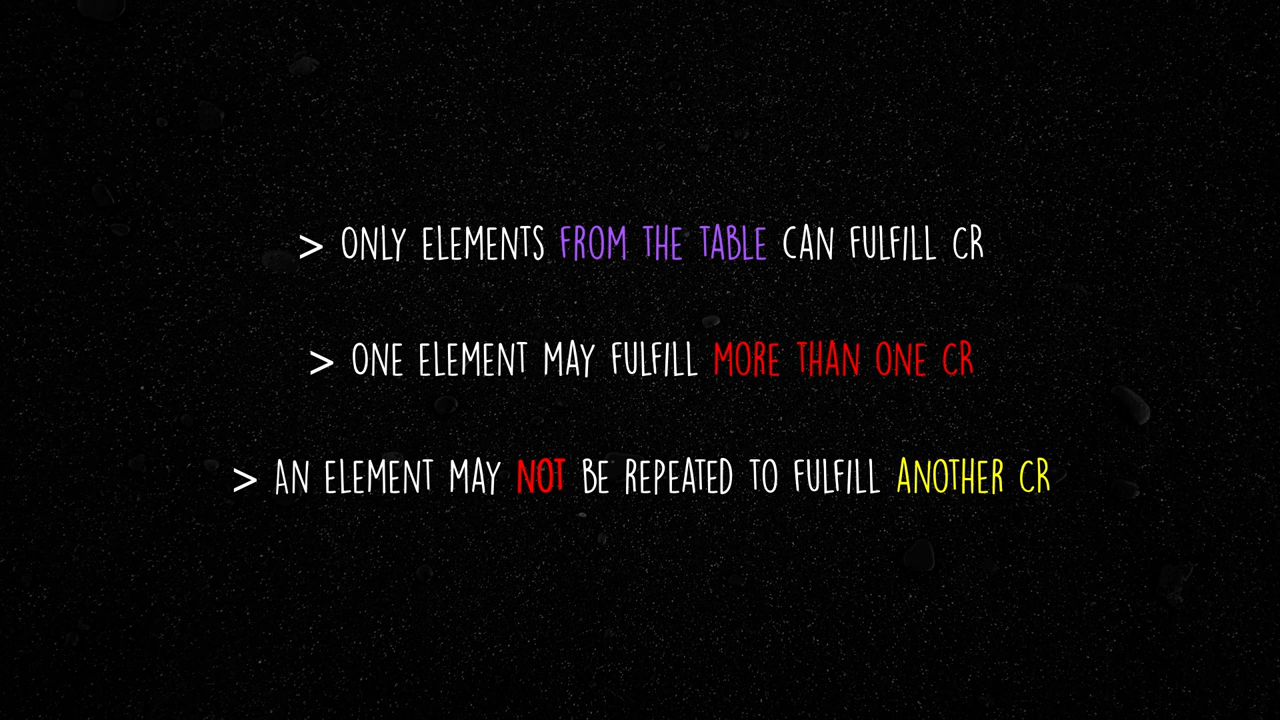 > ONLY ELEMENTS FROM THE TABLE CAN FULFILL CR
> ONE ELEMENT MAY FULFILL MORE THAN ONE CR
> AN ELEMENT MAY NOT BE REPEATED TO FULFILL ANOTHER CR